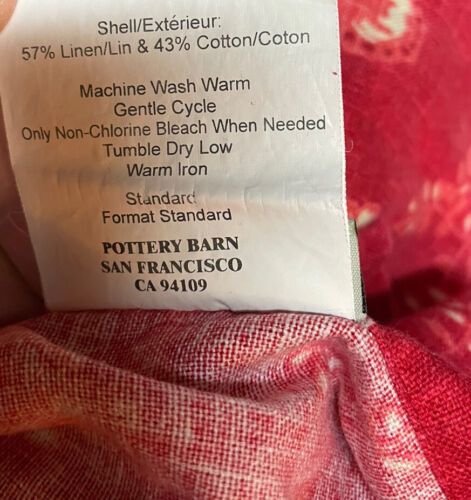 Shell/Extérieur:
57% Linen/Lin & 43% Cotton/Coton
Machine Wash Warm
Gentle Cycle
Only Non-Chlorine Bleach When Needed
Tumble Dry Low
Warm Iron
Standard
Format Standard
POTTERY BARN
SAN FRANCISCO
CA 94109